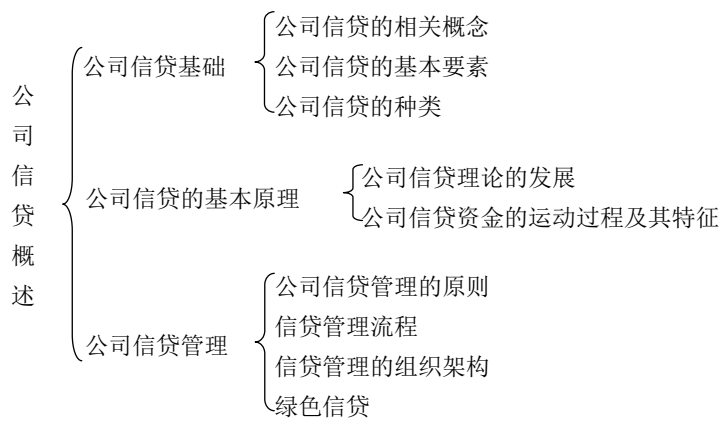 公司信贷概述
公司信贷基础
公司信贷的相关概念
公司信贷的基本要素
公司信贷的种类
公司信贷的基本原理
公司信贷理论的发展
公司信贷资金的运动过程及其特征
公司信贷管理
公司信贷管理的原则
信贷管理流程
信贷管理的组织架构
绿色信贷